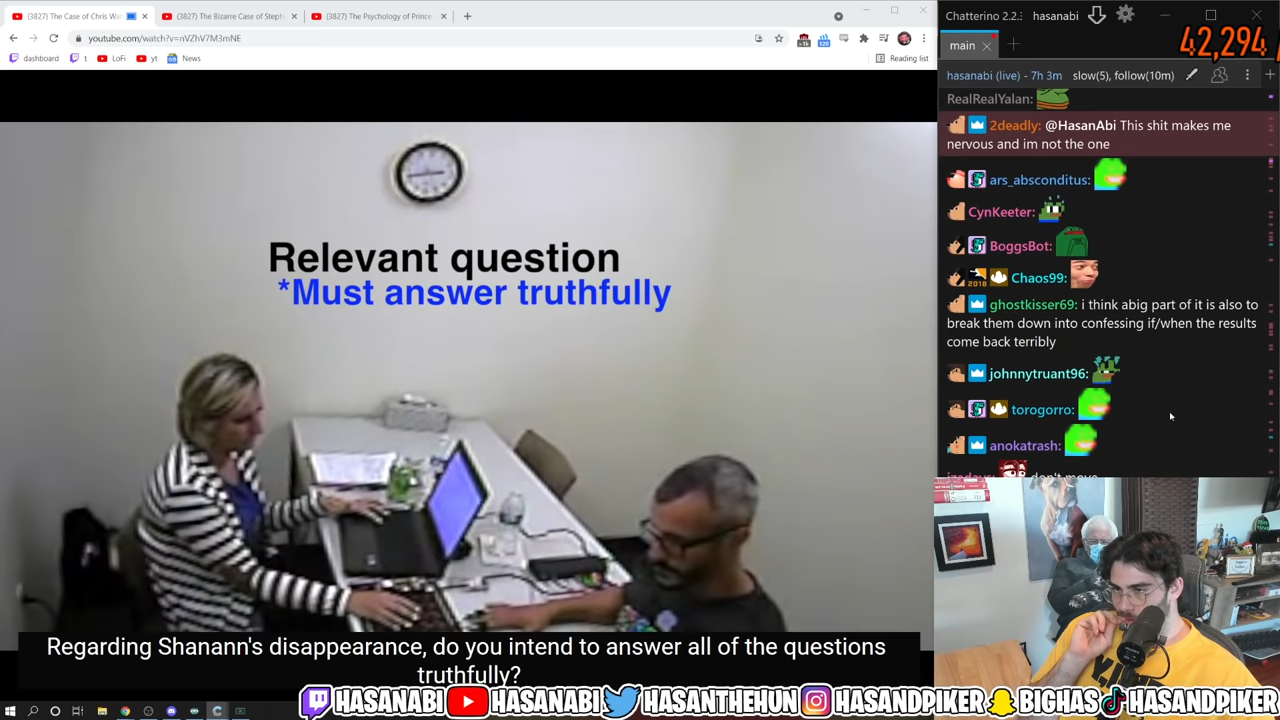 (3827) The Case of Chris Wa
(3827) The Bizarre Case of Steph
(3827) The Psychology of Prince
youtube.com/watch?v=nVZhV7M3mNE
dashboard
t
LoFi
yt
News
Reading list
Relevant question
*Must answer truthfully
Regarding Shanann's disappearance, do you intend to answer all of the questions
truthfully?
Chatterino 2.2.
hasanabi
42,294
main
hasanabi (live) - 7h 3m
slow(5), follow(10m)
RealRealYalan:
2deadly: @HasanAbi This shit makes me
nervous and im not the one
ars_absconditus:
CynKeeter:
BoggsBot:
2018 Chaos99:
ghostkisser69: i think abig part of it is also to
break them down into confessing if/when the results
come back terribly
johnnytruant96:
torogorro:
anokatrash:
don't move
HASANABI
HASANABI
HASANTHEHUN
HASANDPIKER
BIGHAS
HASANDPIKER